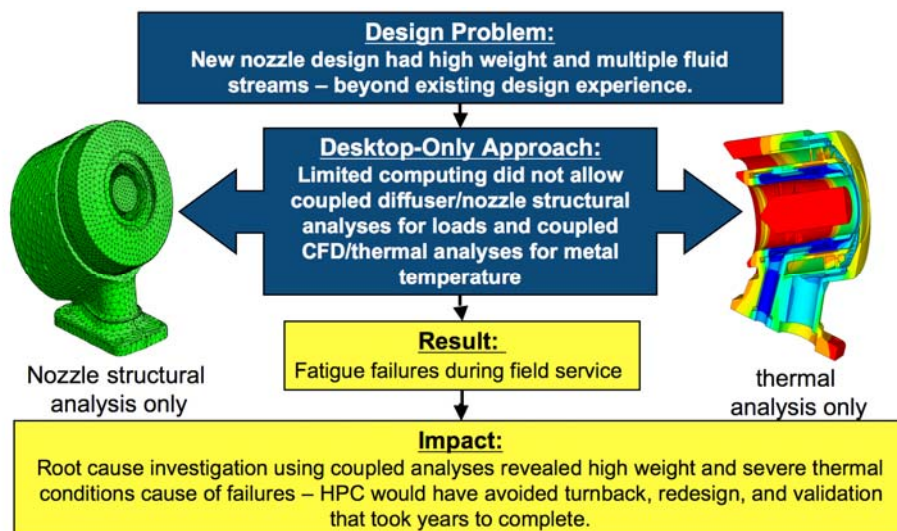 Design Problem:
New nozzle design had high weight and multiple fluid
streams – beyond existing design experience.
Desktop-Only Approach:
Limited computing did not allow
coupled diffuser/nozzle structural
analyses for loads and coupled
CFD/thermal analyses for metal
temperature
Nozzle structural
analysis only
thermal
analysis only
Result:
Fatigue failures during field service
Impact:
Root cause investigation using coupled analyses revealed high weight and severe thermal
conditions cause of failures – HPC would have avoided turnback, redesign, and validation
that took years to complete.